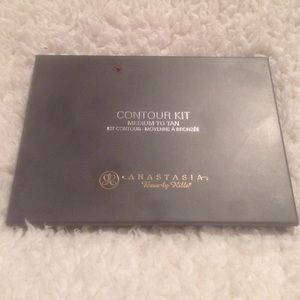 CONTOUR KIT
MEDIUM TO TAN
KIT CONTOUR - MOYENNE À BRONZÉE
ANASTASIA
Beverly Hills